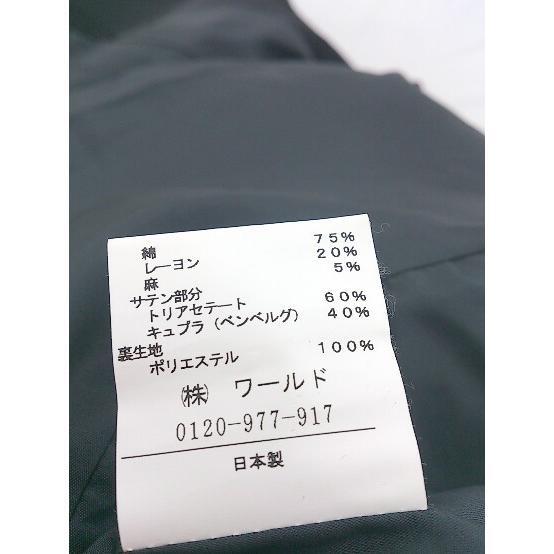 綿 75%
レーヨン 20%
麻 5%
サテン部分
トリアセテート 60%
キュプラ（ベンベルグ） 40%
裏生地
ポリエステル 100%
㈱ ワールド
0120-977-917
日本製